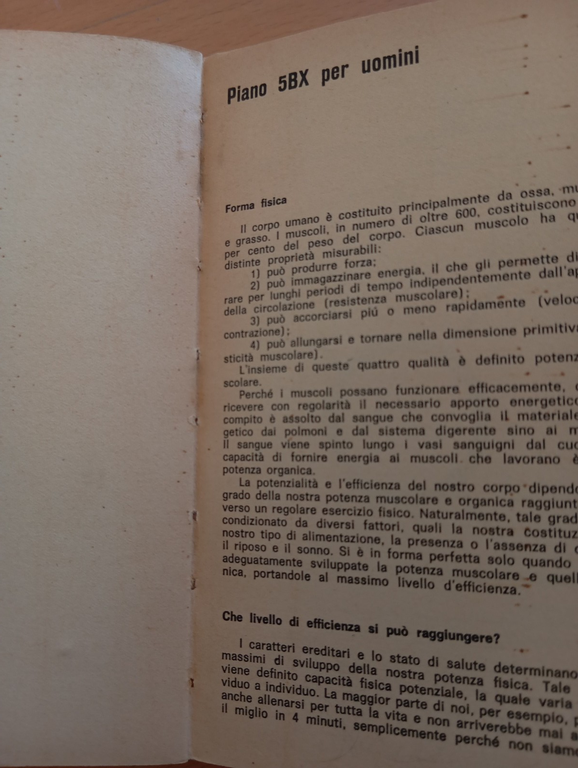 Piano 5BX per uomini
Forma fisica
Il corpo umano è costituito principalmente da ossa,
e grasso. I muscoli, in numero di oltre 600, costituiscono
per cento del peso del corpo. Ciascun muscolo ha
distinte proprietà misurabili:
1) può produrre forza;
2) può immagazzinare energia, il che gli permette di
rare per lunghi periodi di tempo indipendentemente dall'ap
della circolazione (resistenza muscolare);
3) può accorciarsi piú o meno rapidamente (veloc
contrazione);
4) può allungarsi e tornare nella dimensione primitiv
sticità muscolare).
L'insieme di queste quattro qualità è definito potenz
scolare.
Perché i muscoli possano funzionare efficacemente,
ricevere con regolarità il necessario apporto energetico
compito è assolto dal sangue che convoglia il materiale
getico dai polmoni e dal sistema digerente sino ai m
Il sangue viene spinto lungo i vasi sanguigni dal cuo
capacità di fornire energia ai muscoli che lavorano è
potenza organica.
La potenzialità e l'efficienza del nostro corpo dipend
grado della nostra potenza muscolare e organica raggiunt
verso un regolare esercizio fisico. Naturalmente, tale grad
condizionato da diversi fattori, quali la nostra costituz
nostro tipo di alimentazione, la presenza o l'assenza di
il riposo e il sonno. Si è in forma perfetta solo quando
adeguatamente sviluppate la potenza muscolare e quell
nica, portandole al massimo livello d'efficienza.
Che livello di efficienza si può raggiungere?
I caratteri ereditari e lo stato di salute determinano
massimi di sviluppo della nostra potenza fisica. Tale
viene definito capacità fisica potenziale, la quale varia
viduo a individuo. La maggior parte di noi, per esempio, p
anche allenarsi per tutta la vita e non arriverebbe mai a
il miglio in 4 minuti, semplicemente perché non siam